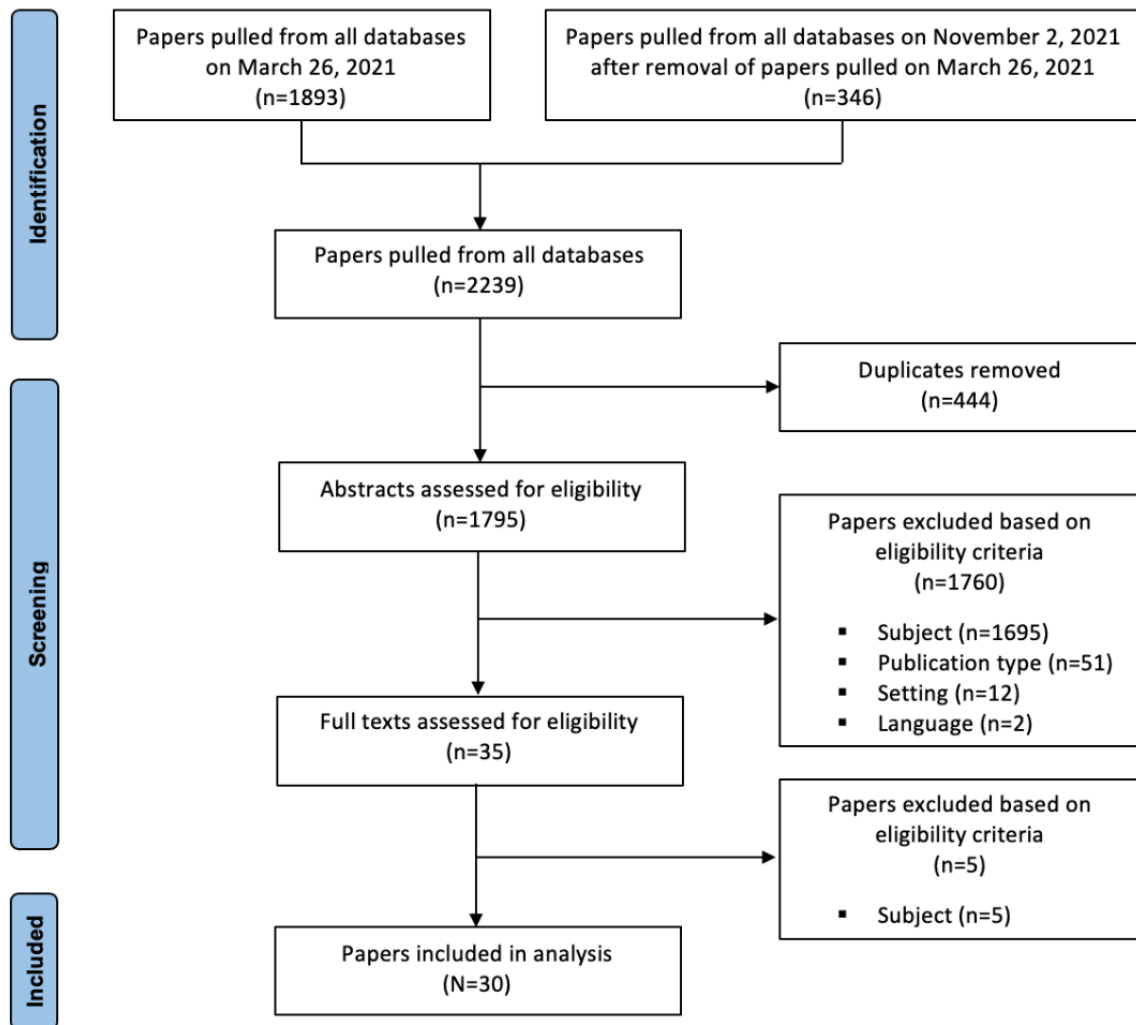 Identification
Papers pulled from all databases
on March 26, 2021
(n=1893)
Papers pulled from all databases on November 2, 2021
after removal of papers pulled on March 26, 2021
(n=346)
Papers pulled from all databases
(n=2239)
Screening
Duplicates removed
(n=444)
Abstracts assessed for eligibility
(n=1795)
Papers excluded based on
eligibility criteria
(n=1760)
▪ Subject (n=1695)
▪ Publication type (n=51)
▪ Setting (n=12)
▪ Language (n=2)
Full texts assessed for eligibility
(n=35)
Papers excluded based on
eligibility criteria
(n=5)
▪ Subject (n=5)
Included
Papers included in analysis
(N=30)